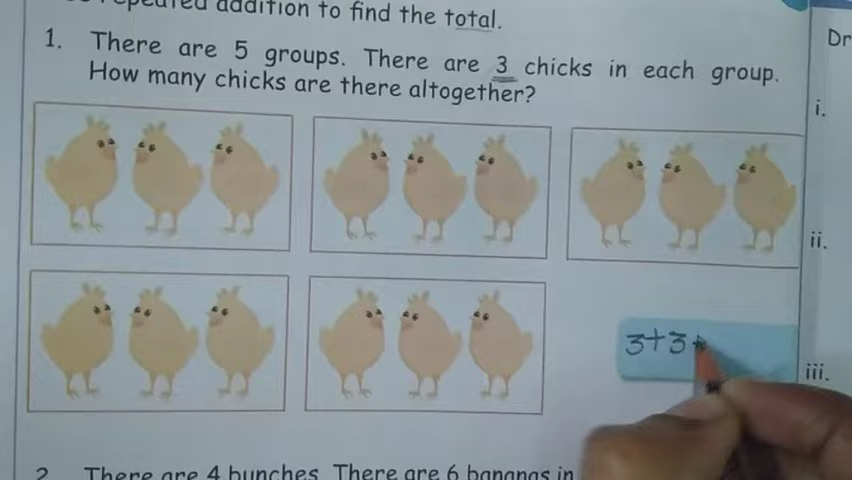 addition to find the total.
1. There are 5 groups. There are 3 chicks in each group.
How many chicks are there altogether?
Dr
i.
ii.
3+3+
iii.
2. There are 4 bunches. There are 6 bananas in